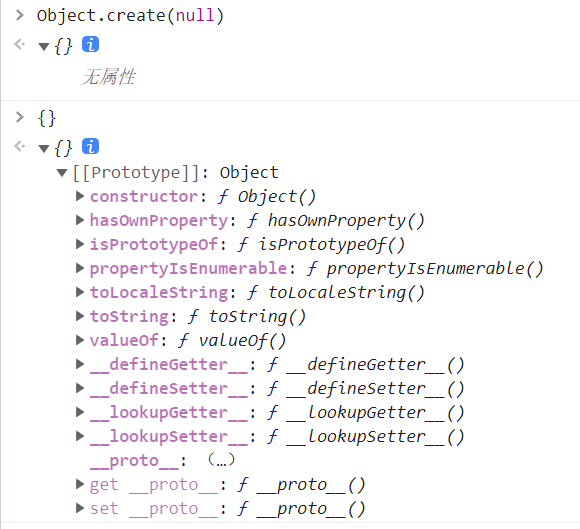 Object.create(null)
{} i
无属性
{}
{} i
[[Prototype]]: Object
constructor: ƒ Object()
hasOwnProperty: ƒ hasOwnProperty()
isPrototypeOf: ƒ isPrototypeOf()
propertyIsEnumerable: ƒ propertyIsEnumerable()
toLocaleString: ƒ toLocaleString()
toString: ƒ toString()
valueOf: ƒ valueOf()
__defineGetter__: ƒ __defineGetter__()
__defineSetter__: ƒ __defineSetter__()
__lookupGetter__: ƒ __lookupGetter__()
__lookupSetter__: ƒ __lookupSetter__()
__proto__: （…）
get __proto__: ƒ __proto__()
set __proto__: ƒ __proto__()